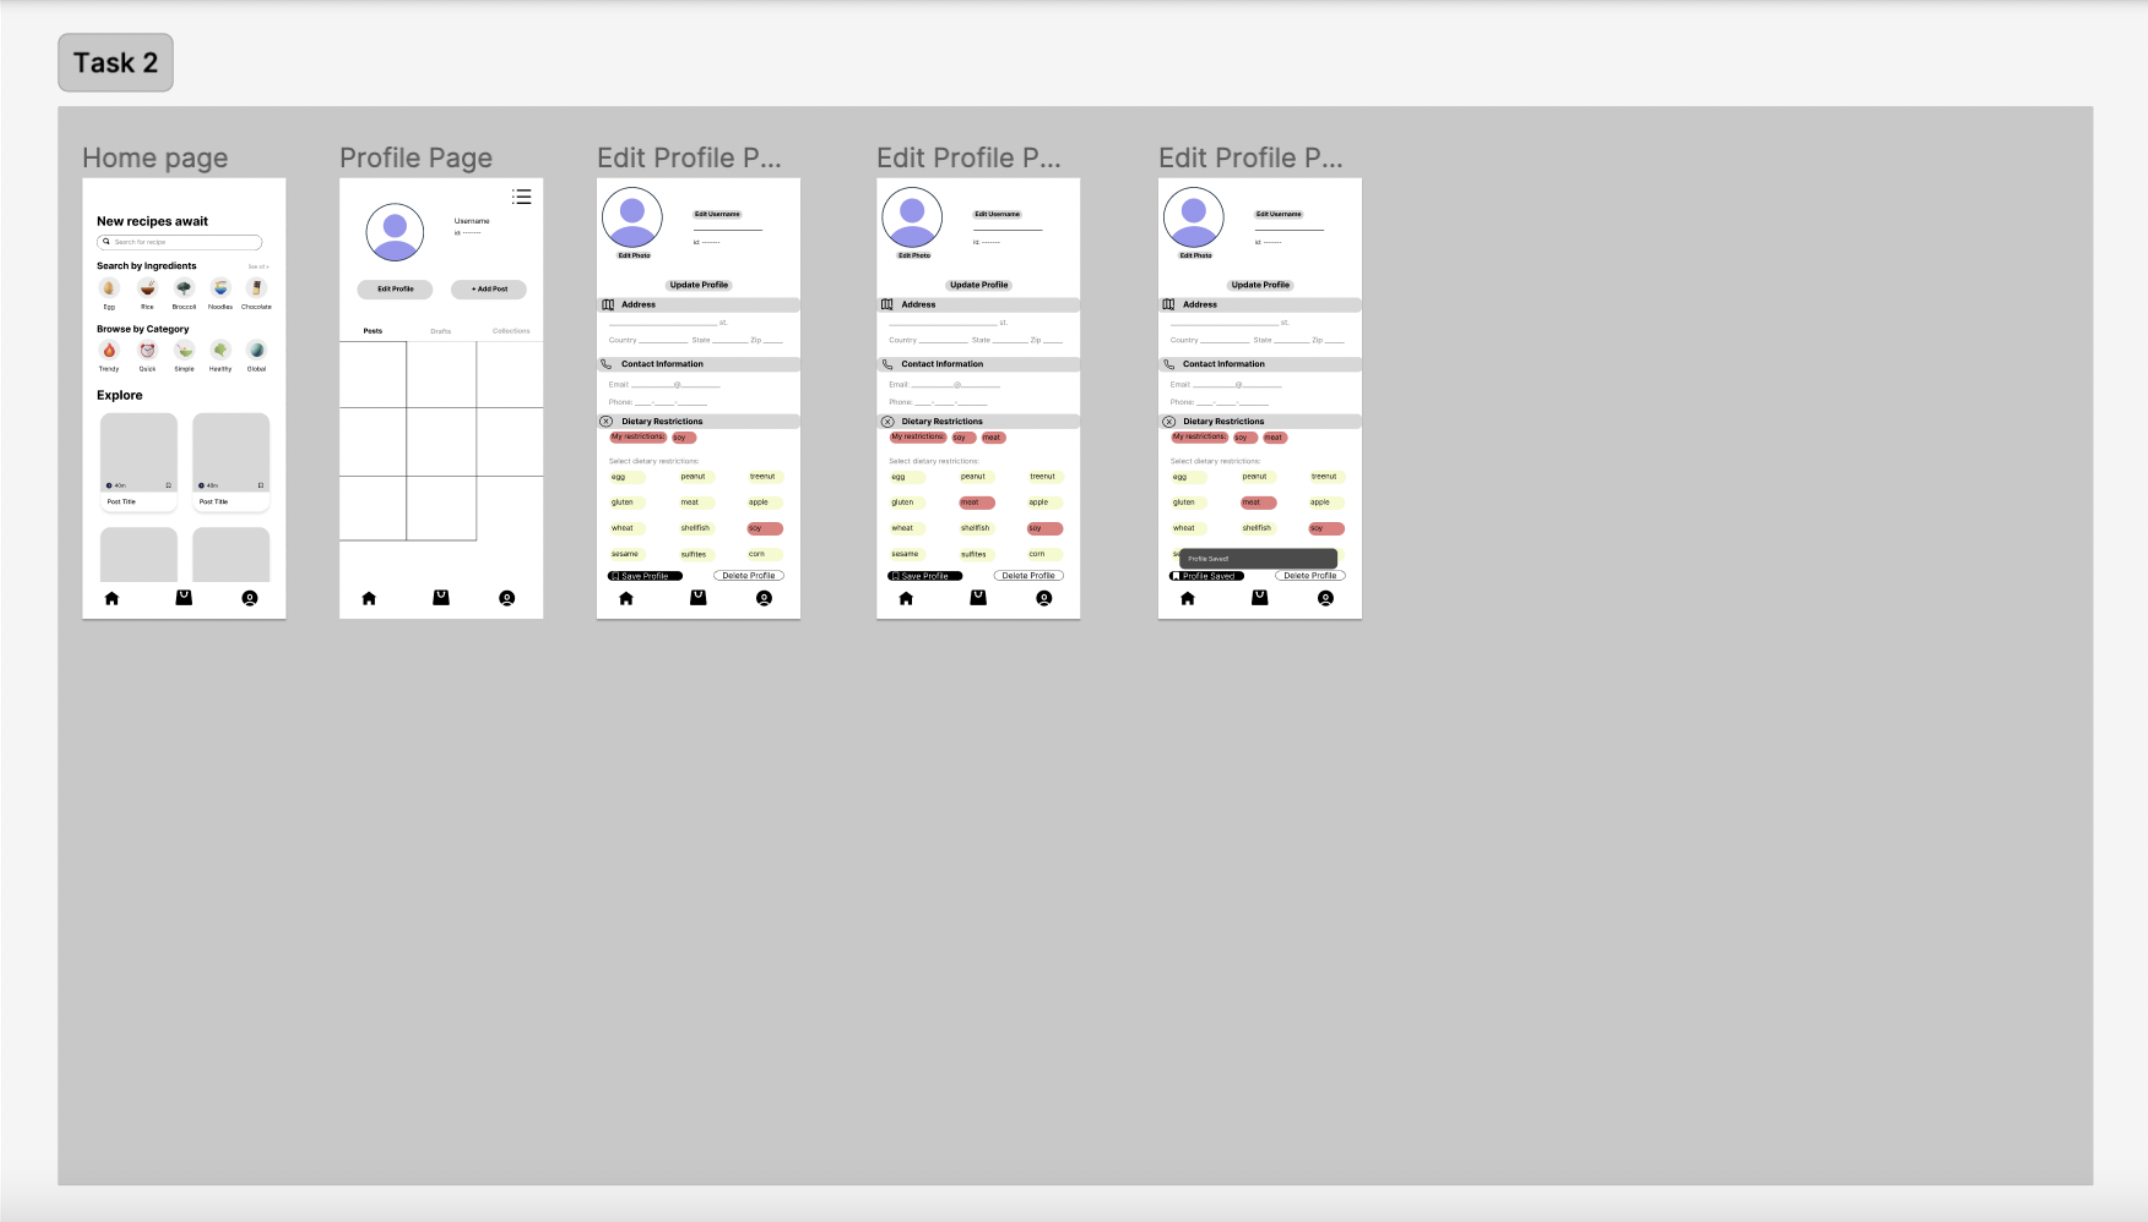 Task 2
Home page
New recipes await
Search for recipe
Search by Ingredients See all >
Egg Rice Broccoli Noodles Chocolate
Browse by Category
Trendy Quick Simple Healthy Global
Explore
40m 40m
Post Title Post Title
Profile Page
Username
id: -------
Edit Profile + Add Post
Posts Drafts Collections
Edit Profile P...
Edit Username
id: -------
Edit Photo
Update Profile
Address
st.
Country State Zip
Contact Information
Email: @
Phone: - -
Dietary Restrictions
My restrictions: soy
Select dietary restrictions:
egg peanut treenut
gluten meat apple
wheat shellfish soy
sesame sulfites corn
Save Profile Delete Profile
Edit Profile P...
Edit Username
id: -------
Edit Photo
Update Profile
Address
st.
Country State Zip
Contact Information
Email: @
Phone: - -
Dietary Restrictions
My restrictions: soy meat
Select dietary restrictions:
egg peanut treenut
gluten meat apple
wheat shellfish soy
sesame sulfites corn
Save Profile Delete Profile
Edit Profile P...
Edit Username
id: -------
Edit Photo
Update Profile
Address
st.
Country State Zip
Contact Information
Email: @
Phone: - -
Dietary Restrictions
My restrictions: soy meat
Select dietary restrictions:
egg peanut treenut
gluten meat apple
wheat shellfish soy
Profile Saved!
Profile Saved Delete Profile